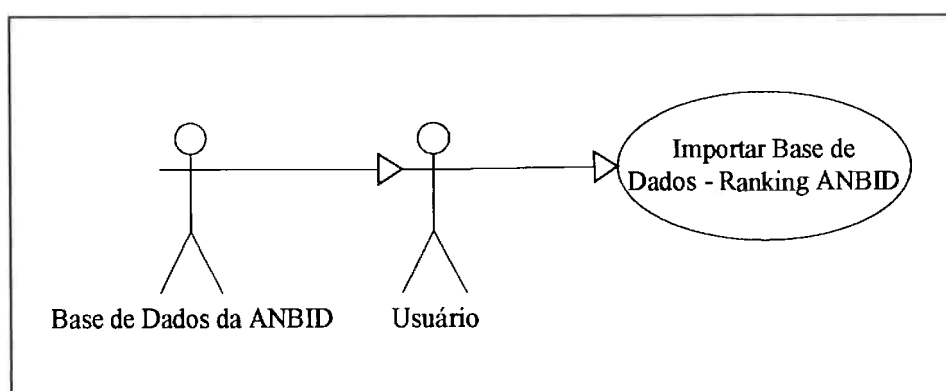 Importar Base de
Dados - Ranking ANBID
Base de Dados da ANBID
Usuário